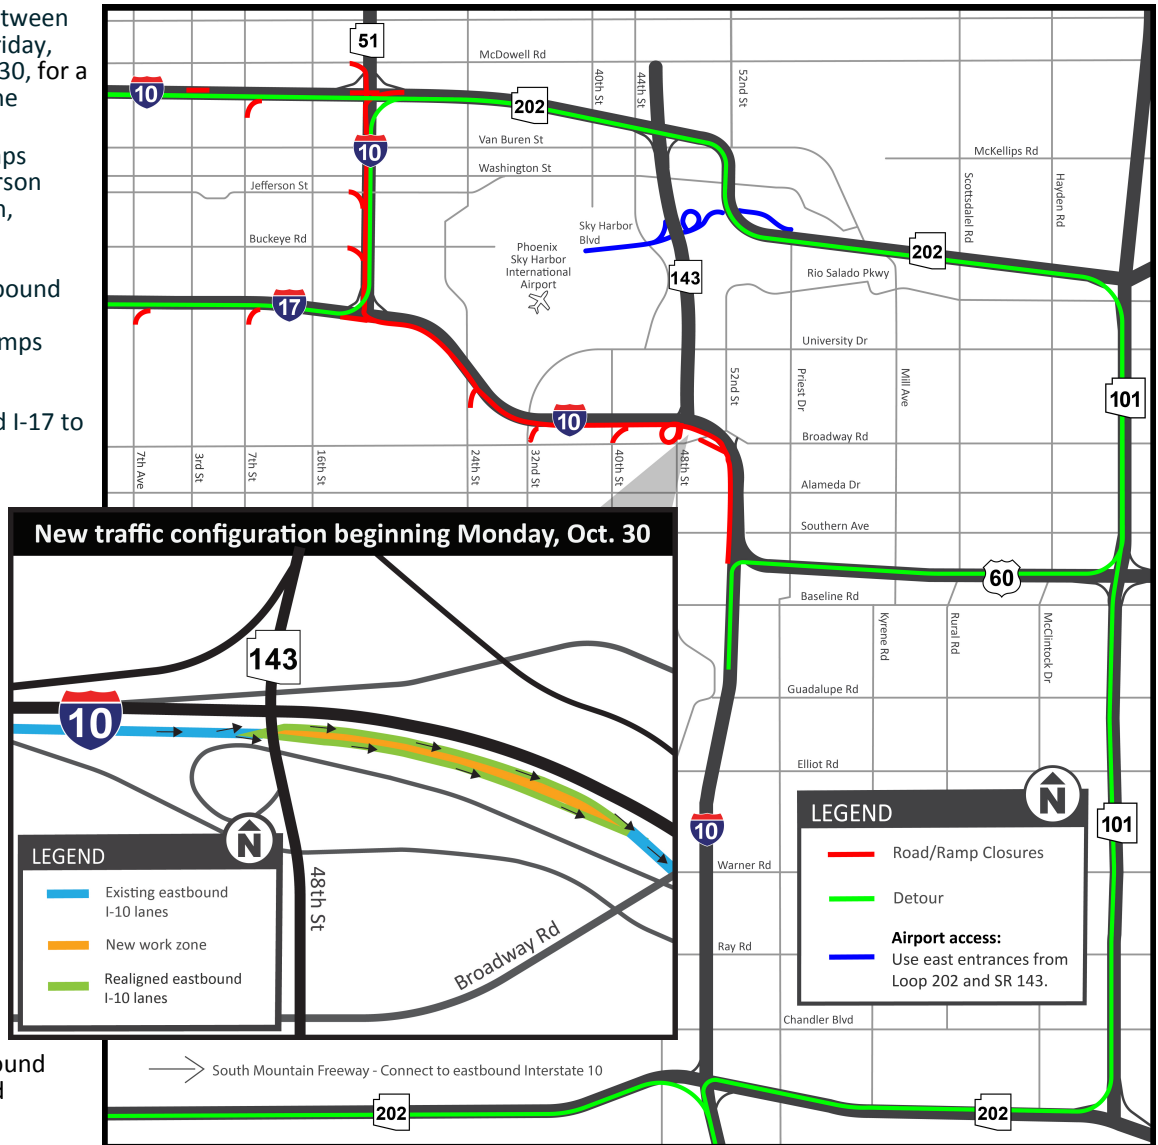 tween
riday,
30, for a
ne
ps
rson
n,
bound
mps
d I-17 to
ound
d
51
McDowell Rd
10
40th St
44th St
52nd St
202
Van Buren St
10
McKellips Rd
Washington St
Jefferson St
Scottsdalel Rd
Hayden Rd
Sky Harbor
Blvd
Buckeye Rd
Phoenix
Sky Harbor
International
Airport
202
143
Rio Salado Pkwy
17
University Dr
52nd St
Priest Dr
Mill Ave
101
10
Broadway Rd
7th Ave
3rd St
7th St
16th St
24th St
32nd St
40th St
48th St
Alameda Dr
Southern Ave
60
Baseline Rd
Kyrene Rd
Rural Rd
McClintock Dr
Guadalupe Rd
Elliot Rd
10
101
Warner Rd
Ray Rd
Chandler Blvd
202
202
New traffic configuration beginning Monday, Oct. 30
143
10
48th St
Broadway Rd
N
LEGEND
Existing eastbound
I-10 lanes
New work zone
Realigned eastbound
I-10 lanes
N
LEGEND
Road/Ramp Closures
Detour
Airport access:
Use east entrances from
Loop 202 and SR 143.
South Mountain Freeway - Connect to eastbound Interstate 10